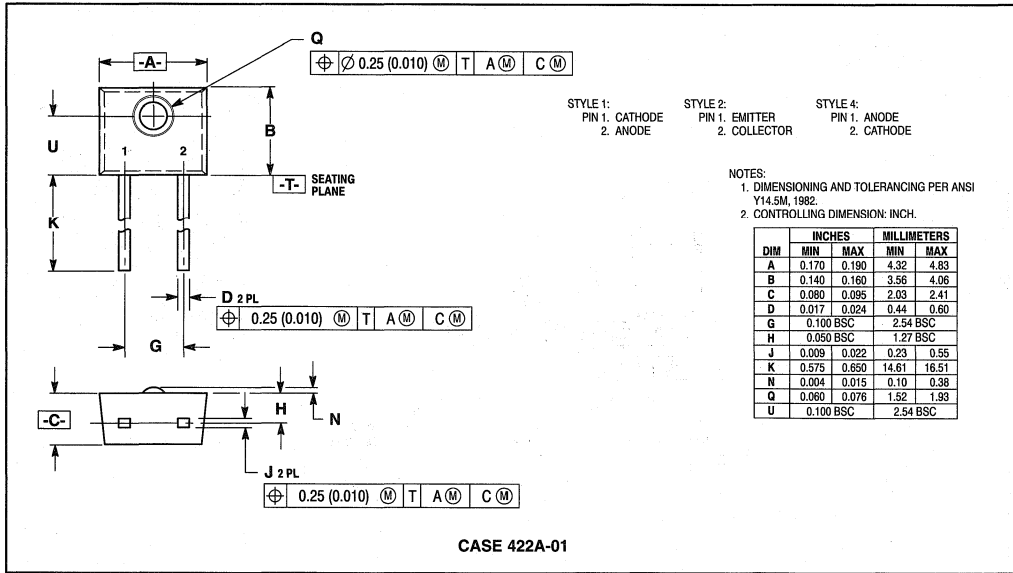 Q
-A-
⌖ Ø 0.25 (0.010) Ⓜ T A Ⓜ C Ⓜ
U
B
1 2
-T- SEATING
PLANE
K
D 2 PL
⌖ 0.25 (0.010) Ⓜ T A Ⓜ C Ⓜ
G
-C-
H
N
J 2 PL
⌖ 0.25 (0.010) Ⓜ T A Ⓜ C Ⓜ
STYLE 1:
PIN 1. CATHODE
2. ANODE
STYLE 2:
PIN 1. EMITTER
2. COLLECTOR
STYLE 4:
PIN 1. ANODE
2. CATHODE
NOTES:
1. DIMENSIONING AND TOLERANCING PER ANSI
Y14.5M, 1982.
2. CONTROLLING DIMENSION: INCH.
INCHES MILLIMETERS
DIM MIN MAX MIN MAX
A 0.170 0.190 4.32 4.83
B 0.140 0.160 3.56 4.06
C 0.080 0.095 2.03 2.41
D 0.017 0.024 0.44 0.60
G 0.100 BSC 2.54 BSC
H 0.050 BSC 1.27 BSC
J 0.009 0.022 0.23 0.55
K 0.575 0.650 14.61 16.51
N 0.004 0.015 0.10 0.38
Q 0.060 0.076 1.52 1.93
U 0.100 BSC 2.54 BSC
CASE 422A-01